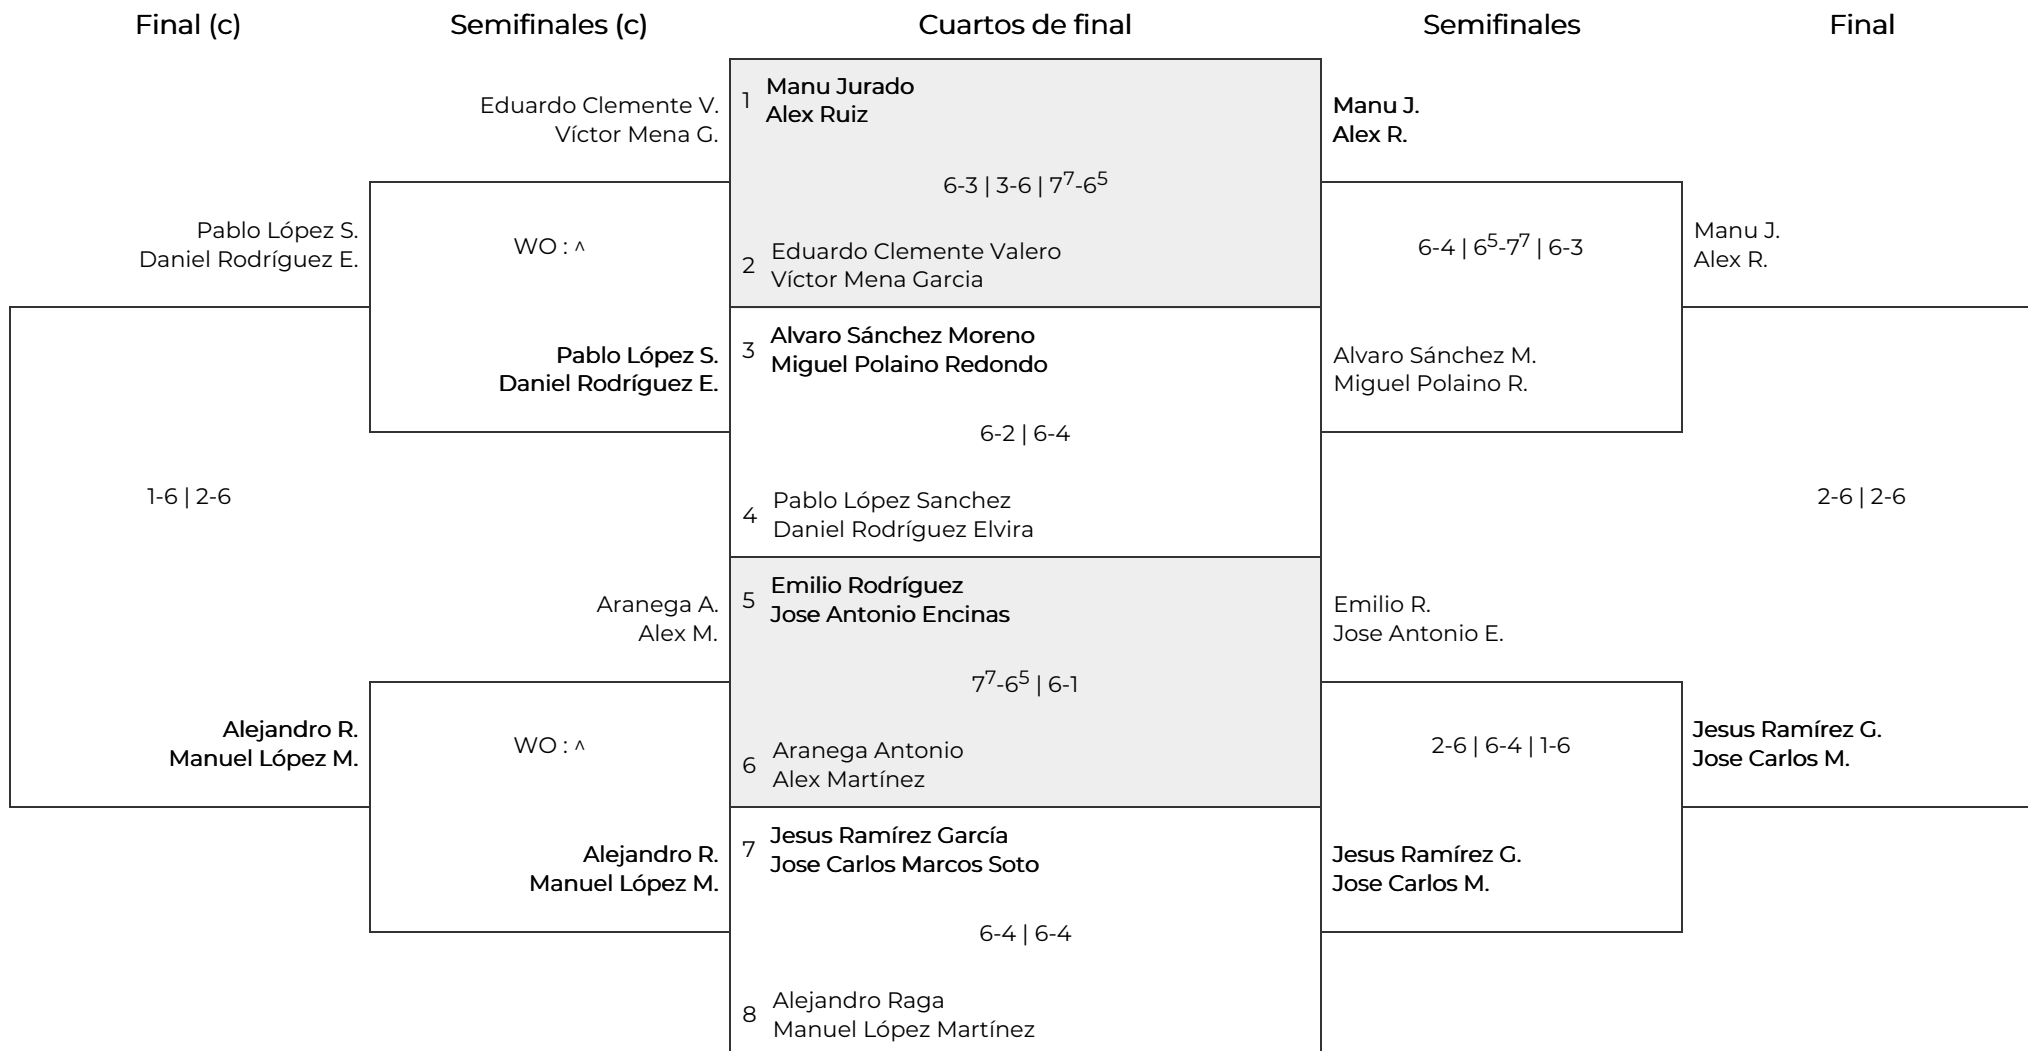 Final (c)
Semifinales (c)
Cuartos de final
Semifinales
Final
Eduardo Clemente V.
Víctor Mena G.
1
Manu Jurado
Alex Ruiz
Manu J.
Alex R.
6-3 | 3-6 | 7⁷-6⁵
Pablo López S.
Daniel Rodríguez E.
WO : ^
2
Eduardo Clemente Valero
Víctor Mena Garcia
6-4 | 6⁵-7⁷ | 6-3
Manu J.
Alex R.
Pablo López S.
Daniel Rodríguez E.
3
Alvaro Sánchez Moreno
Miguel Polaino Redondo
Alvaro Sánchez M.
Miguel Polaino R.
6-2 | 6-4
1-6 | 2-6
4
Pablo López Sanchez
Daniel Rodríguez Elvira
2-6 | 2-6
Aranega A.
Alex M.
5
Emilio Rodríguez
Jose Antonio Encinas
Emilio R.
Jose Antonio E.
7⁷-6⁵ | 6-1
Alejandro R.
Manuel López M.
WO : ^
6
Aranega Antonio
Alex Martínez
2-6 | 6-4 | 1-6
Jesus Ramírez G.
Jose Carlos M.
Alejandro R.
Manuel López M.
7
Jesus Ramírez García
Jose Carlos Marcos Soto
Jesus Ramírez G.
Jose Carlos M.
6-4 | 6-4
8
Alejandro Raga
Manuel López Martínez